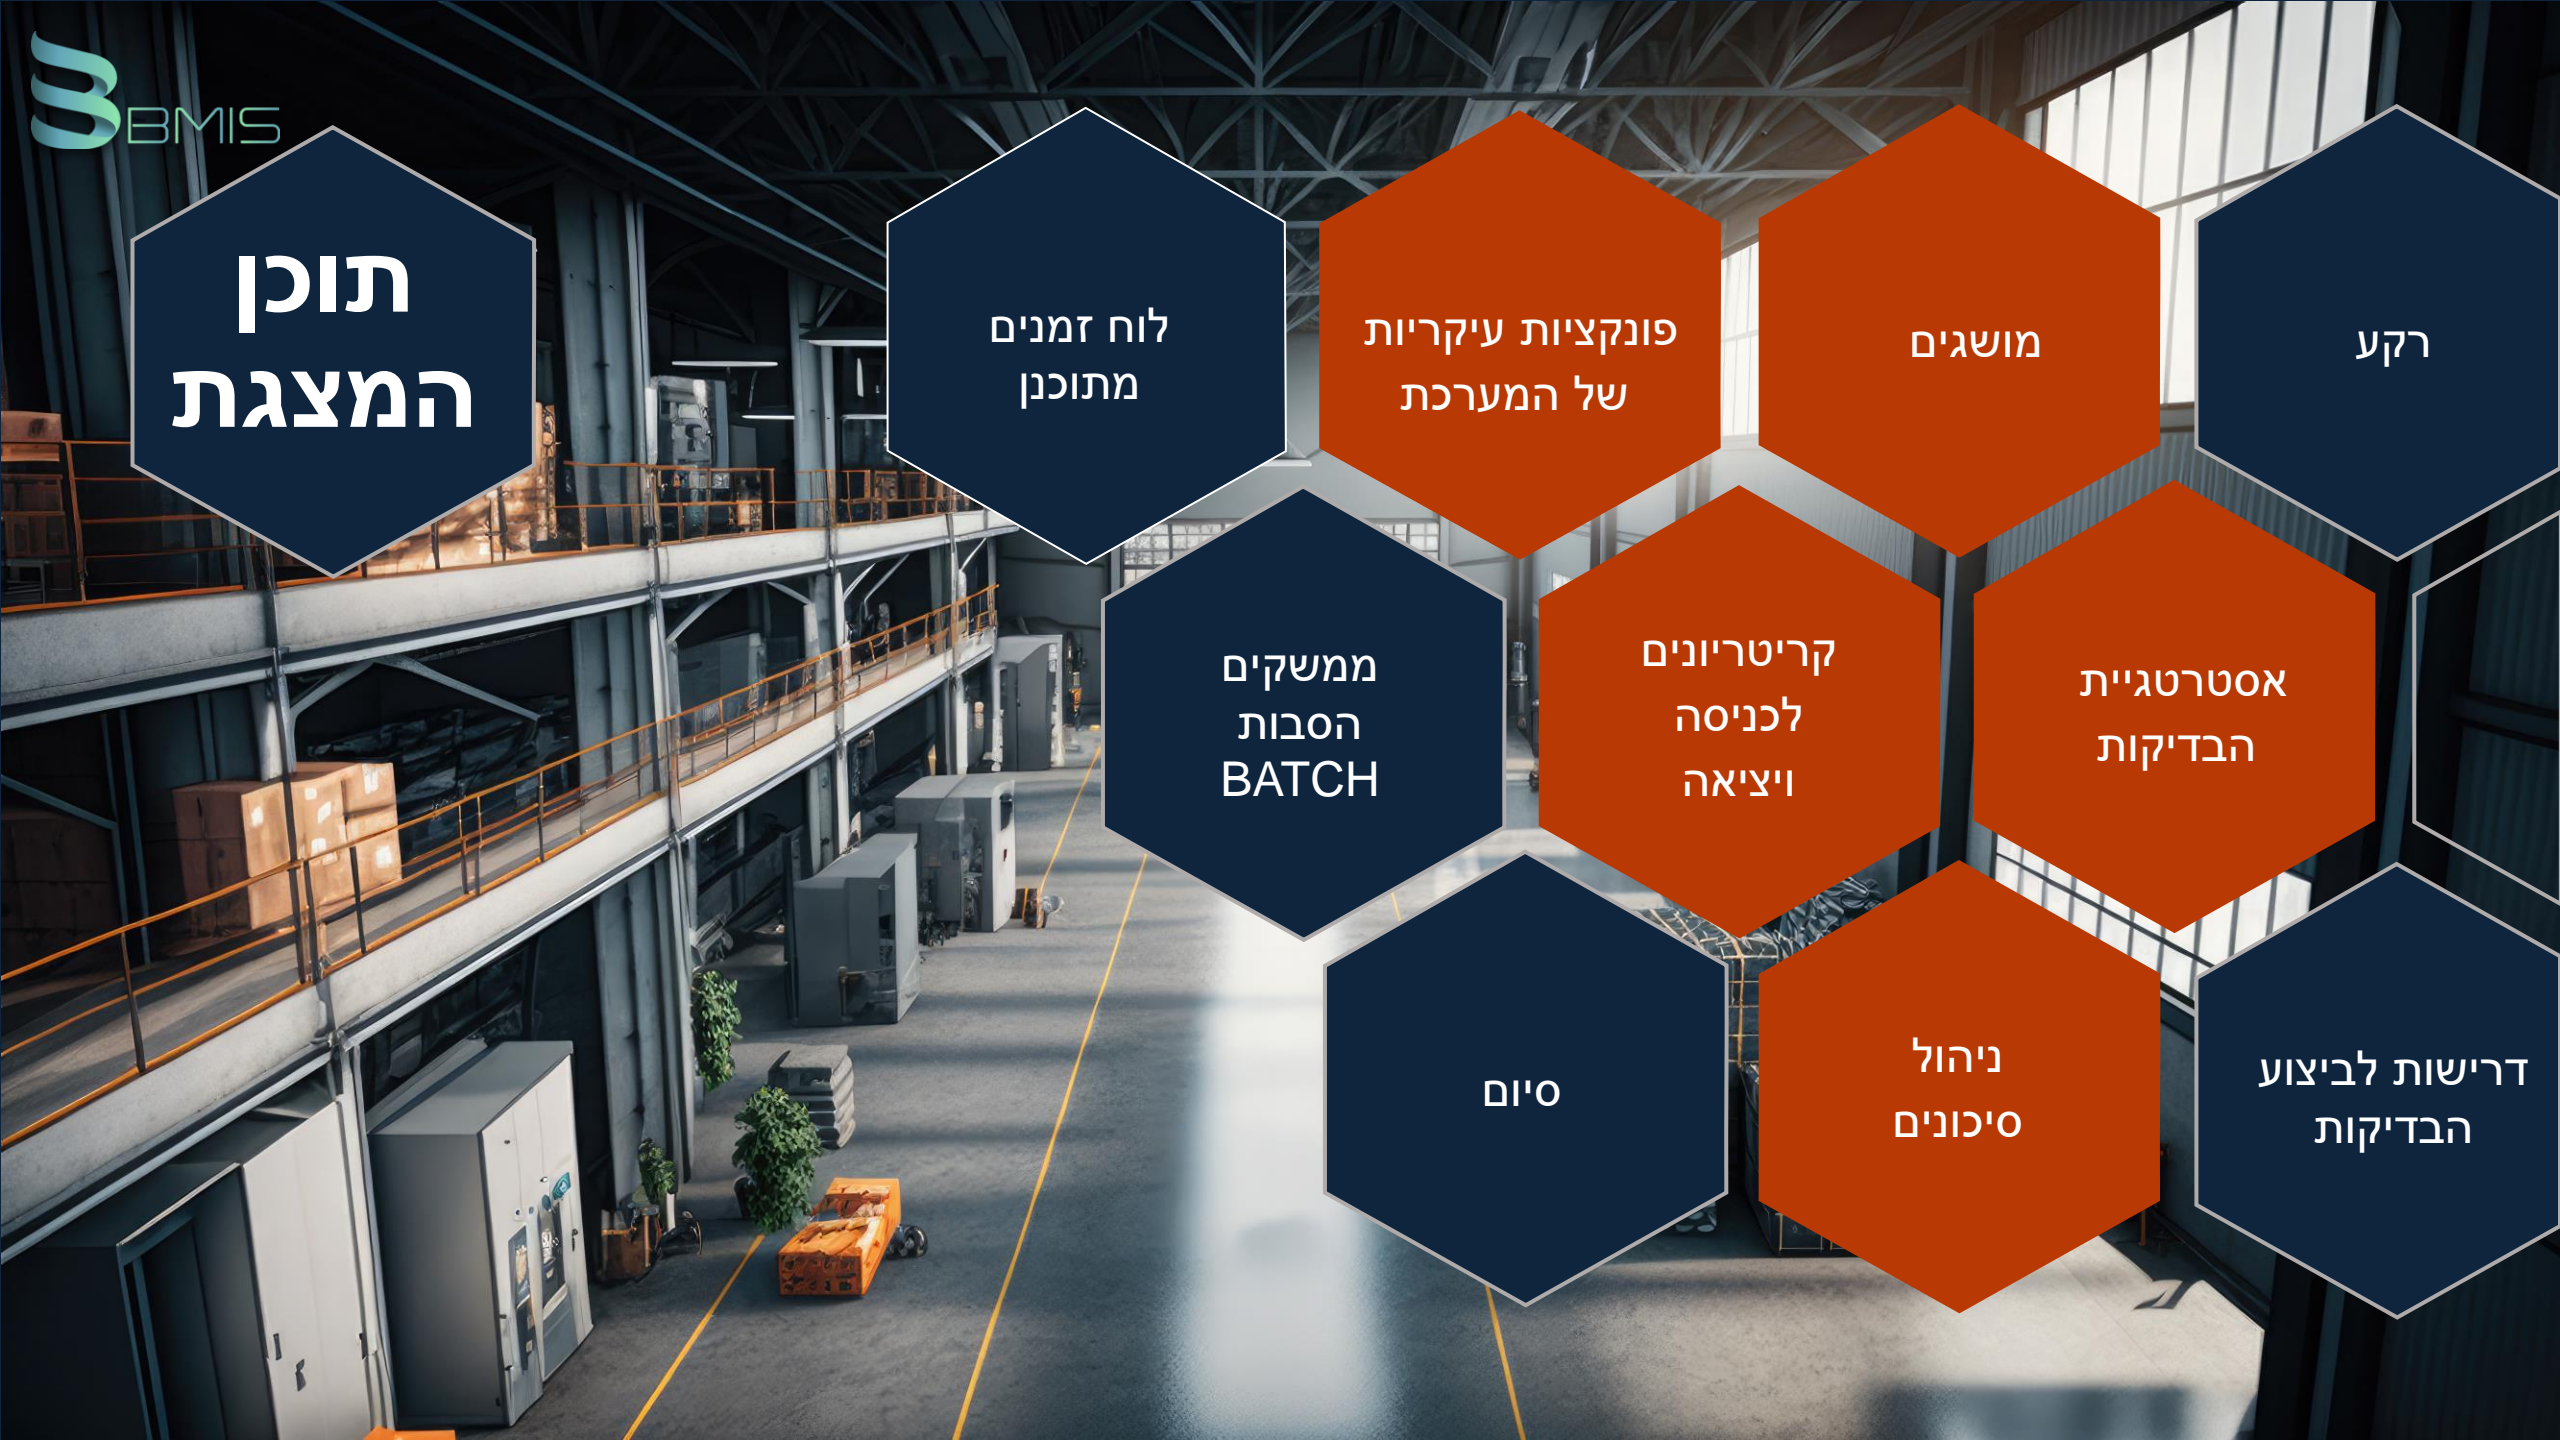 BMIS
תוכן
המצגת
רקע
מושגים
פונקציות עיקריות
של המערכת
לוח זמנים
מתוכנן
אסטרטגיית
הבדיקות
קריטריונים
לכניסה
ויציאה
ממשקים
הסבות
BATCH
דרישות לביצוע
הבדיקות
ניהול
סיכונים
סיום